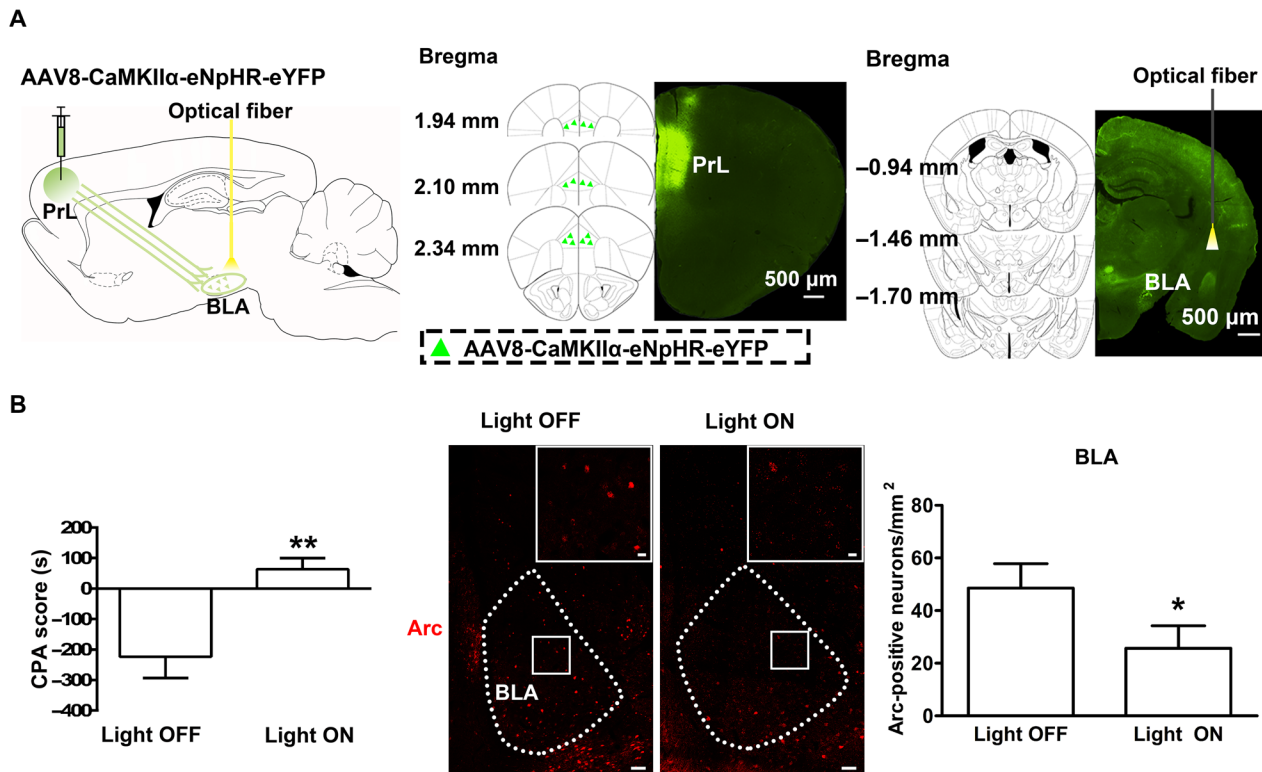 A
AAV8-CaMKIIα-eNpHR-eYFP
Optical fiber
PrL
BLA
Bregma
1.94 mm
2.10 mm
2.34 mm
PrL
500 µm
AAV8-CaMKIIα-eNpHR-eYFP
Bregma
Optical fiber
–0.94 mm
–1.46 mm
–1.70 mm
BLA
500 µm
B
CPA score (s)
200
100
0
–100
–200
–300
–400
**
Light OFF
Light ON
Light OFF
Light ON
Arc
BLA
BLA
Arc-positive neurons/mm²
80
60
40
20
0
*
Light OFF
Light ON